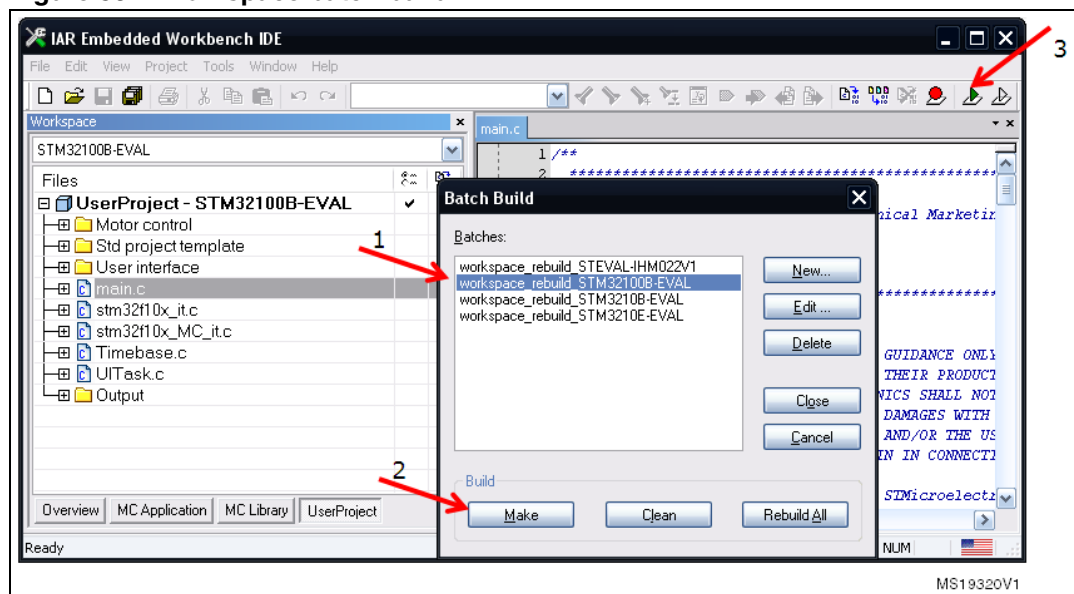 IAR Embedded Workbench IDE
3
File Edit View Project Tools Window Help
Workspace
main.c
STM32100B-EVAL
1 /**
2
Files
UserProject - STM32100B-EVAL
Motor control
Std project template
User interface
main.c
stm32f10x_it.c
stm32f10x_MC_it.c
Timebase.c
UITask.c
Output
1
Batch Build
Batches:
workspace_rebuild_STEVAL-IHM022V1
workspace_rebuild_STM32100B-EVAL
workspace_rebuild_STM3210B-EVAL
workspace_rebuild_STM3210E-EVAL
New...
Edit ...
Delete
Close
Cancel
nical Marketin
GUIDANCE ONLY
THEIR PRODUCT
NICS SHALL NOT
DAMAGES WITH
AND/OR THE US
IN IN CONNECTI
STMicroelectr
2
Build
Make Clean Rebuild All
Overview MC Application MC Library UserProject
Ready
NUM
MS19320V1